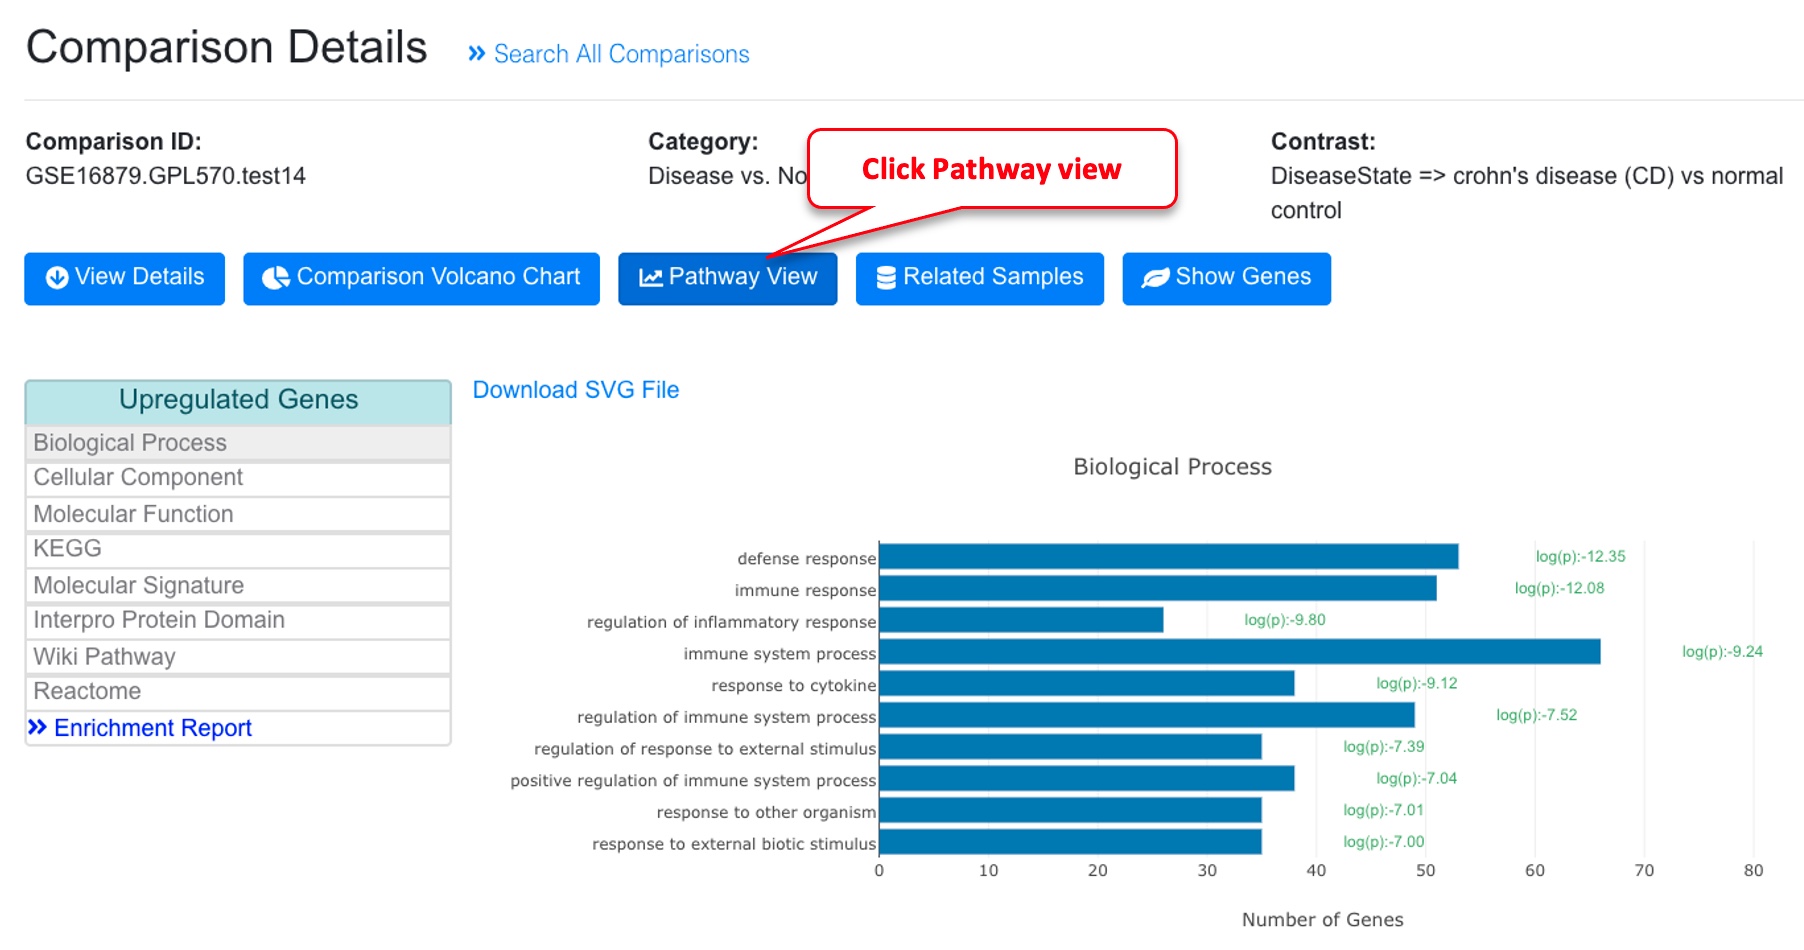 Comparison Details » Search All Comparisons
Comparison ID:
GSE16879.GPL570.test14
Category:
Disease vs. No
Contrast:
DiseaseState => crohn's disease (CD) vs normal
control
Click Pathway view
View Details
Comparison Volcano Chart
Pathway View
Related Samples
Show Genes
Upregulated Genes
Biological Process
Cellular Component
Molecular Function
KEGG
Molecular Signature
Interpro Protein Domain
Wiki Pathway
Reactome
» Enrichment Report
Download SVG File
Biological Process
defense response log(p):-12.35
immune response log(p):-12.08
regulation of inflammatory response log(p):-9.80
immune system process log(p):-9.24
response to cytokine log(p):-9.12
regulation of immune system process log(p):-7.52
regulation of response to external stimulus log(p):-7.39
positive regulation of immune system process log(p):-7.04
response to other organism log(p):-7.01
response to external biotic stimulus log(p):-7.00
0 10 20 30 40 50 60 70 80
Number of Genes